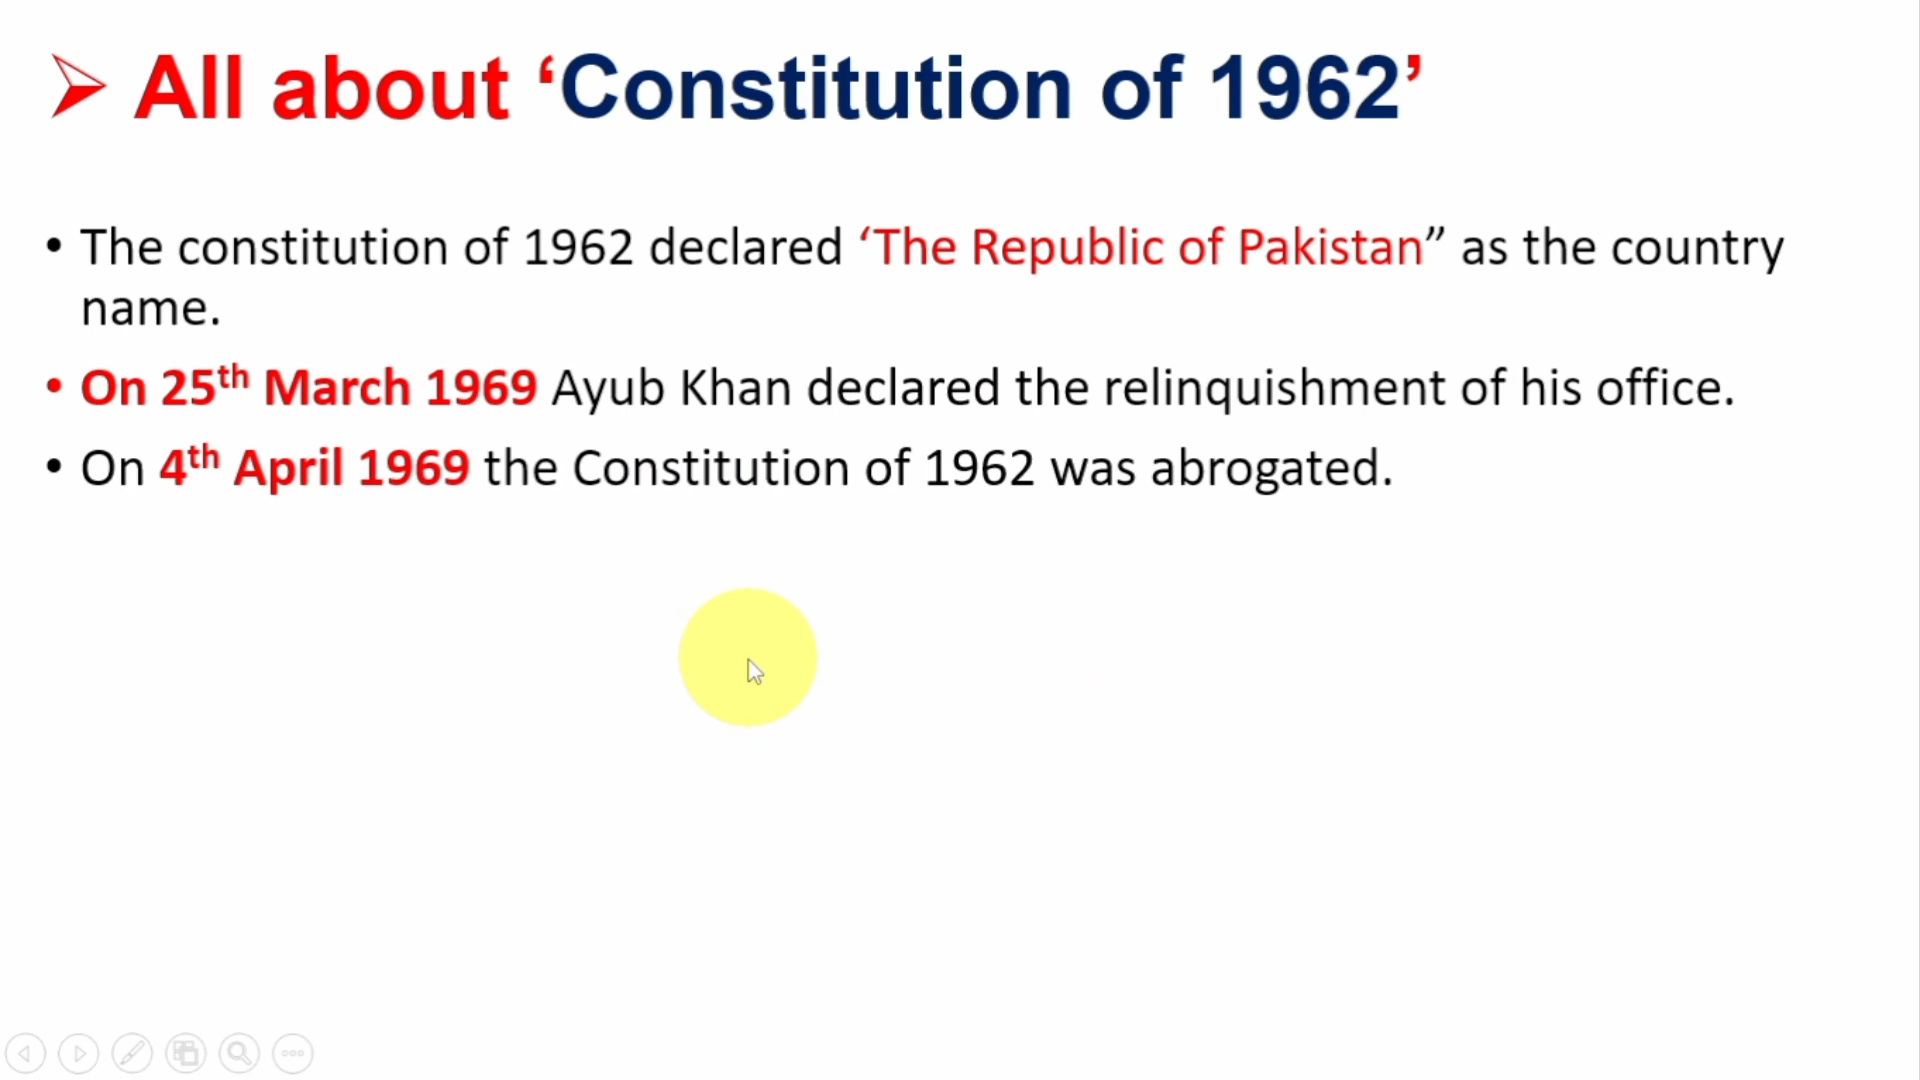 ➢ All about ‘Constitution of 1962’
• The constitution of 1962 declared ‘The Republic of Pakistan” as the country
name.
• On 25th March 1969 Ayub Khan declared the relinquishment of his office.
• On 4th April 1969 the Constitution of 1962 was abrogated.